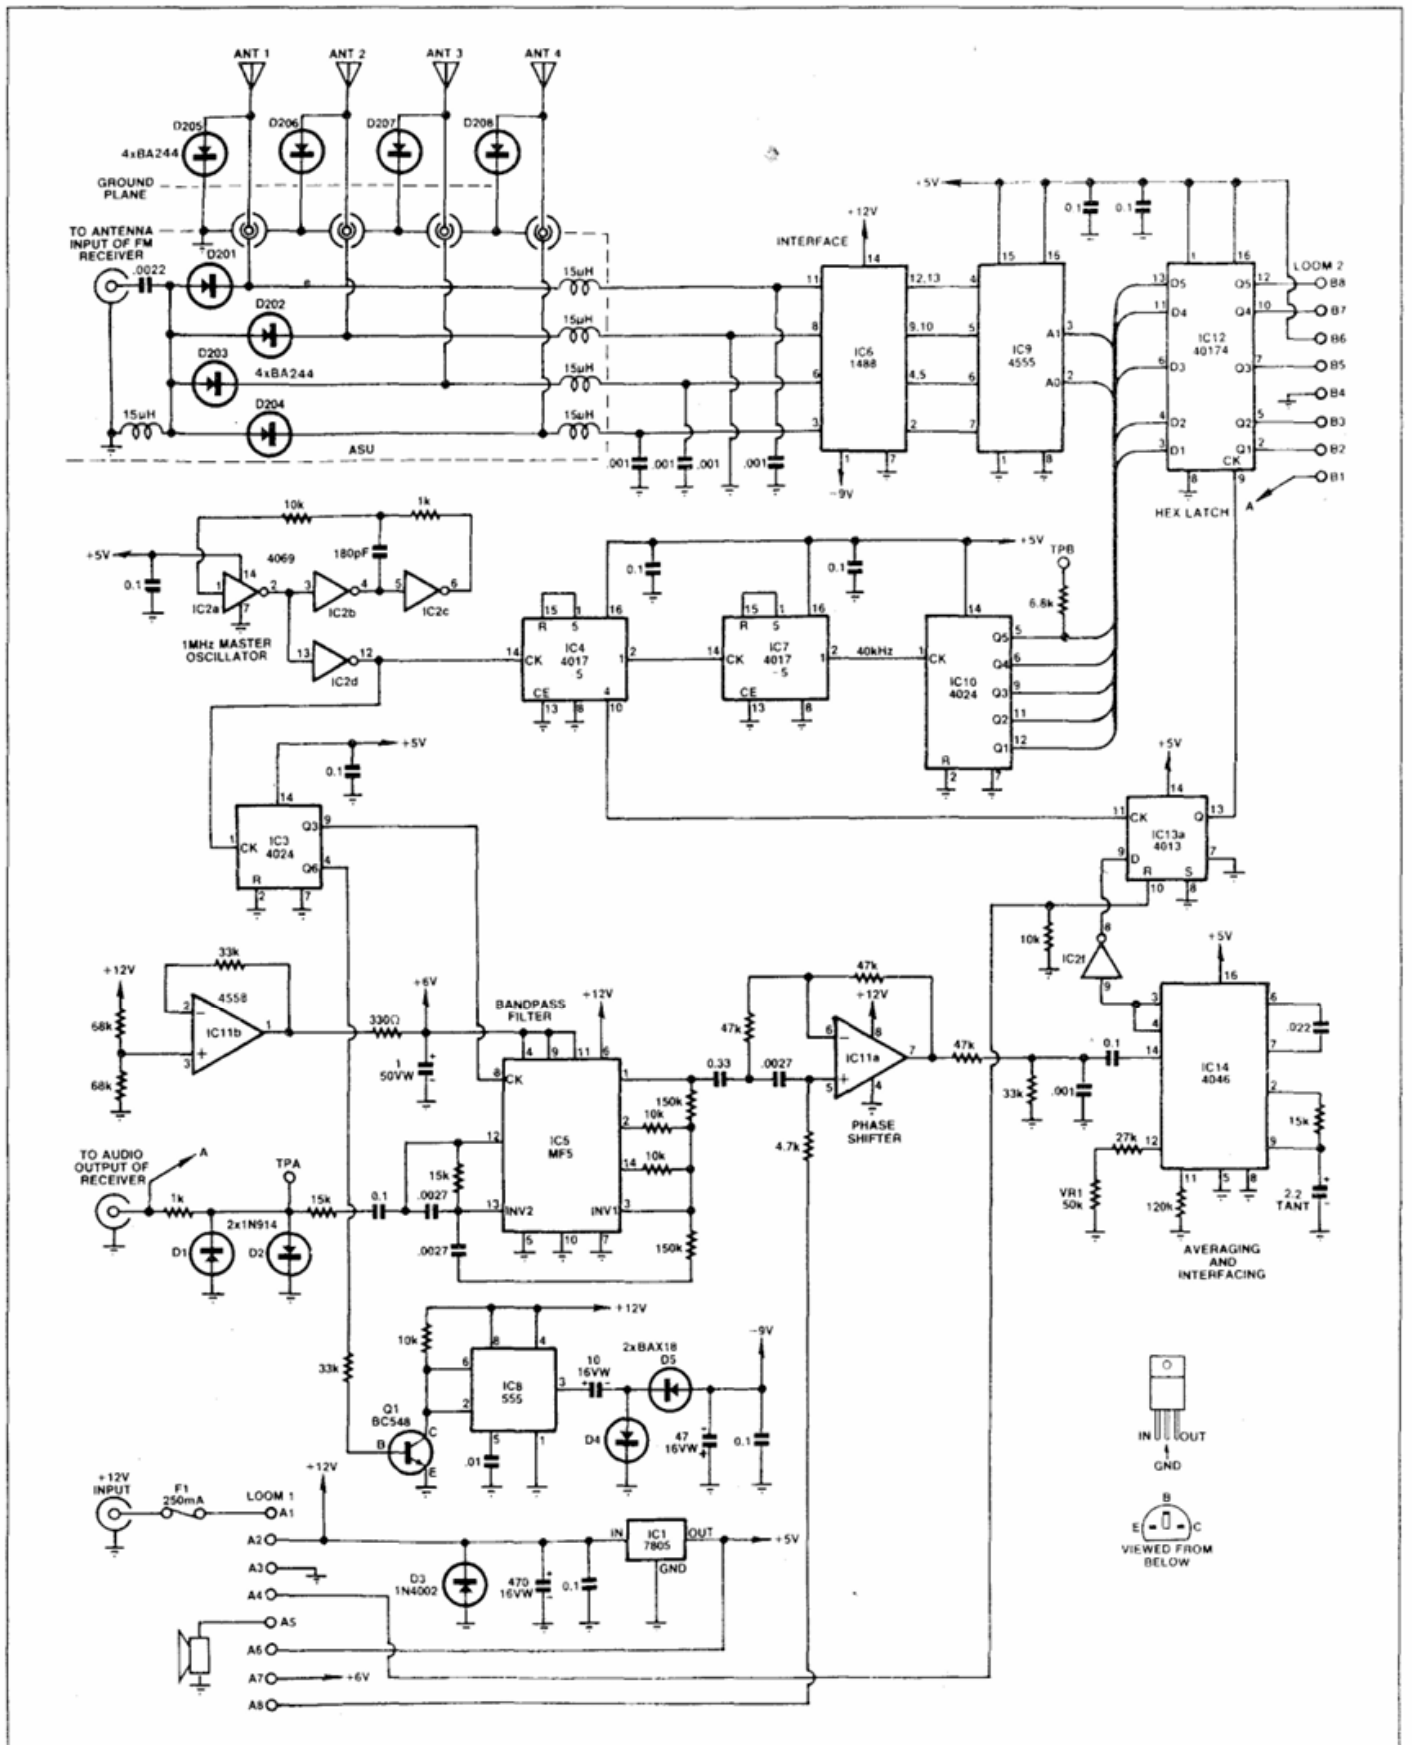 ANT 1 ANT 2 ANT 3 ANT 4
D205 D206 D207 D208
4xBA244
GROUND
PLANE
TO ANTENNA
INPUT OF FM
RECEIVER
.0022
D201
D202
D203
4xBA244
D204
15µH
15µH
15µH
15µH
15µH
ASU
.001 .001 .001 .001
INTERFACE
+12V
14
11 12,13
8 9,10
6 4,5
3 2
IC6
1488
1 7
-9V
+5V
0.1 0.1
15 16
4
5
6
7
IC9
4555
A1 3
A0 2
1 8
1 16
13 D5 Q5 12
11 D4 Q4 10
6 D3 Q3 7
4 D2 Q2 5
3 D1 Q1 2
IC12
40174
CK
8 9
HEX LATCH
LOOM 2
B8
B7
B6
B5
B4
B3
B2
B1
A
10k 1k
+5V
4069
180pF
0.1
14
1 2 3 4 5 6
7
IC2a IC2b IC2c
1MHz MASTER
OSCILLATOR
13 12
IC2d
0.1 0.1
+5V
15 1 16
R 5
14 CK
IC4
4017
5
1 2
CE 4
13 8 10
15 1 16
R 5
14 CK
IC7
4017
-5
1 2
CE
13 8
40kHz
14
1 CK
IC10
4024
Q5 5
Q4 6
Q3 9
Q2 11
Q1 12
R
2 7
TPB
6.8k
+5V
0.1
14
1 CK
IC3
4024
Q3 9
Q6 4
R
2 7
+5V
14
11 CK Q 13
IC13a
4013
9 D 7
R S
10 8
10k
IC2f
8
9
33k
+12V
4558
2 -
IC11b
1
3 +
68k
68k
330Ω
+6V
1
50VW
+
-
BANDPASS
FILTER
+12V
4 9 11 6
8 CK 1
2
12 14
IC5
MF5
13 INV2 INV1 3
5 10 7
150k
10k
10k
150k
15k
0.1 .0027
.0027
0.33 .0027
47k
47k
+12V
6 - 8
IC11a 7
5 + 4
PHASE
SHIFTER
4.7k
47k
33k
.001
0.1
+5V
16
3 6
4
14 7
.022
IC14
4046
2
15k
12 9
11 5 8
27k
VR1
50k
120k
2.2
TANT
+
-
AVERAGING
AND
INTERFACING
TO AUDIO
OUTPUT OF
RECEIVER
A
TPA
1k 15k
2x1N914
D1 D2
33k
10k
+12V
8 4
6
IC8
555
3
2
5 1
.01
Q1
BC548
B C E
10
16VW
+ -
2xBAX18
D5
D4
47
16VW
-
+
0.1
-9V
+12V
INPUT
F1
250mA
LOOM 1
+12V
A1
A2
A3
A4
A5
A6
A7 +6V
A8
D3
1N4002
470
16VW
+
-
0.1
IN OUT
IC1
7805
GND
+5V
IN OUT
GND
B
E C
VIEWED FROM
BELOW